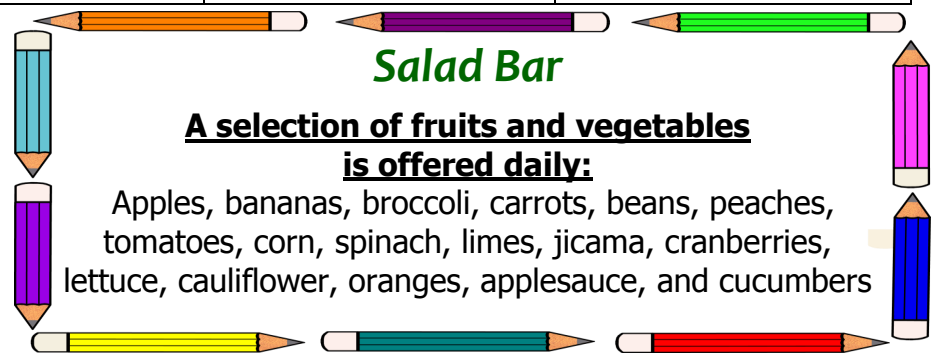 Salad Bar
A selection of fruits and vegetables
is offered daily:
Apples, bananas, broccoli, carrots, beans, peaches,
tomatoes, corn, spinach, limes, jicama, cranberries,
lettuce, cauliflower, oranges, applesauce, and cucumbers